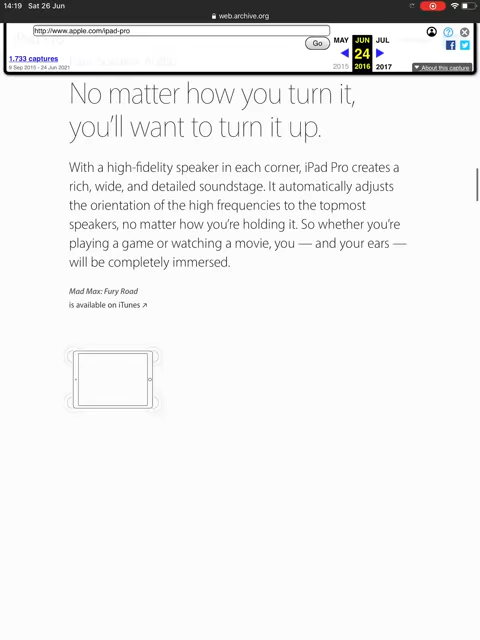 14:19 Sat 26 Jun
web.archive.org
http://www.apple.com/ipad-pro
Go
MAY JUN JUL
24
2015 2016 2017
1,733 captures
9 Sep 2015 - 24 Jun 2021
About this capture
No matter how you turn it,
you’ll want to turn it up.
With a high-fidelity speaker in each corner, iPad Pro creates a
rich, wide, and detailed soundstage. It automatically adjusts
the orientation of the high frequencies to the topmost
speakers, no matter how you’re holding it. So whether you’re
playing a game or watching a movie, you — and your ears —
will be completely immersed.
Mad Max: Fury Road
is available on iTunes